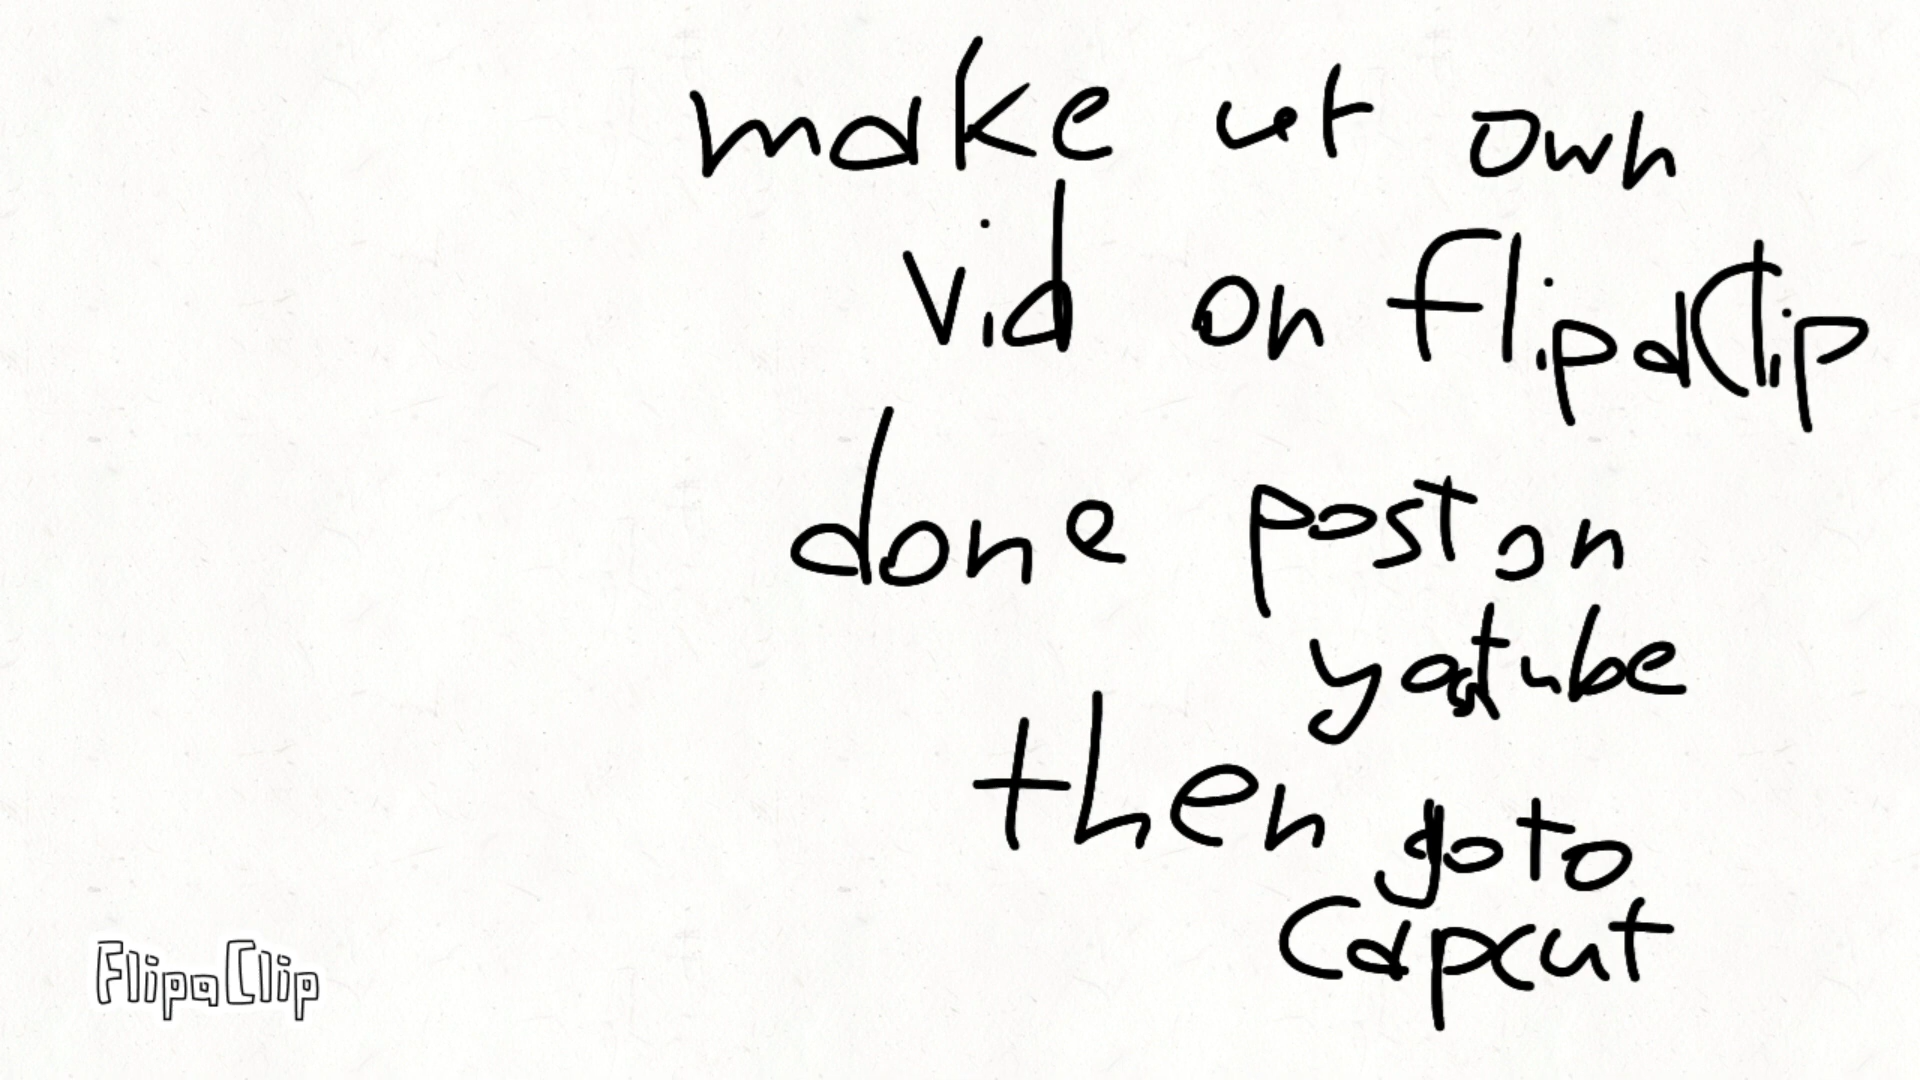 make ur own
vid on flipaClip
done post on
yotube
then goto
Capcut
FlipaClip